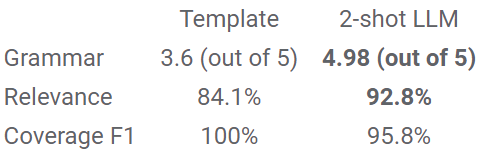 Template 2-shot LLM
Grammar 3.6 (out of 5) 4.98 (out of 5)
Relevance 84.1% 92.8%
Coverage F1 100% 95.8%